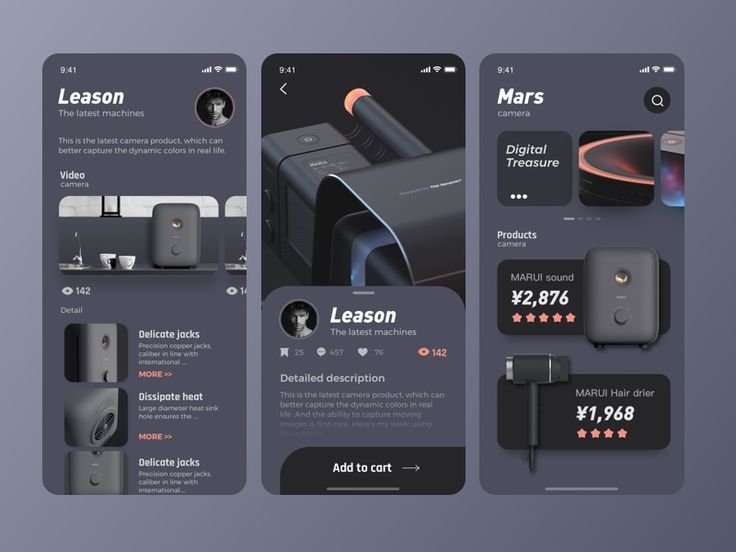 9:41
Leason
The latest machines
This is the latest camera product, which can
better capture the dynamic colors in real life.
Video
camera
142
1
Detail
Delicate jacks
Precision copper jacks,
caliber in line with
international ...
MORE >>
Dissipate heat
Large diameter heat sink
hole ensures the ...
MORE >>
Delicate jacks
Precision copper jacks,
caliber in line with
international...
9:41
MARS
Leason
The latest machines
25
457
76
142
Detailed description
This is the latest camera product, which can
better capture the dynamic colors in real
life. And the ability to capture moving
images is first-rate. Here's my work using
9:41
Mars
camera
Digital
Treasure
Products
camera
MARUI sound
¥2,876
MARUI Hair drier
¥1,968
Add to cart